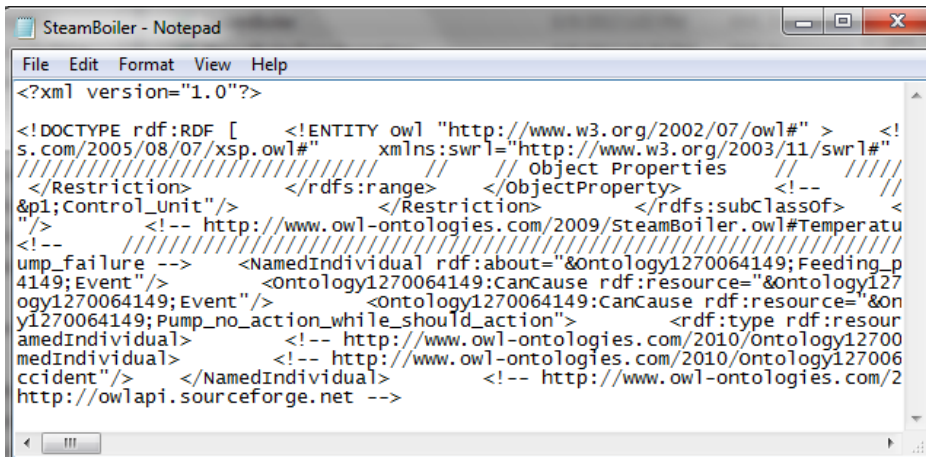 SteamBoiler - Notepad
File Edit Format View Help
<?xml version="1.0"?>
<!DOCTYPE rdf:RDF [    <!ENTITY owl "http://www.w3.org/2002/07/owl#" >    <!
s.com/2005/08/07/xsp.owl#"     xmlns:swrl="http://www.w3.org/2003/11/swrl#"
///////////////////////////////    //    // Object Properties    //    /////
</Restriction>        </rdfs:range>    </ObjectProperty>        <!--    //
&p1;Control_Unit"/>            </Restriction>        </rdfs:subClassOf>    <
"/>        <!-- http://www.owl-ontologies.com/2009/SteamBoiler.owl#Temperatu
<!--    ///////////////////////////////////////////////////////////////////
ump_failure -->    <NamedIndividual rdf:about="&Ontology1270064149;Feeding_p
4149;Event"/>        <Ontology1270064149:CanCause rdf:resource="&Ontology127
ogy1270064149;Event"/>        <Ontology1270064149:CanCause rdf:resource="&On
y1270064149;Pump_no_action_while_should_action">        <rdf:type rdf:resour
amedIndividual>        <!-- http://www.owl-ontologies.com/2010/Ontology12700
medIndividual>        <!-- http://www.owl-ontologies.com/2010/Ontology127006
ccident"/>    </NamedIndividual>        <!-- http://www.owl-ontologies.com/2
http://owlapi.sourceforge.net -->